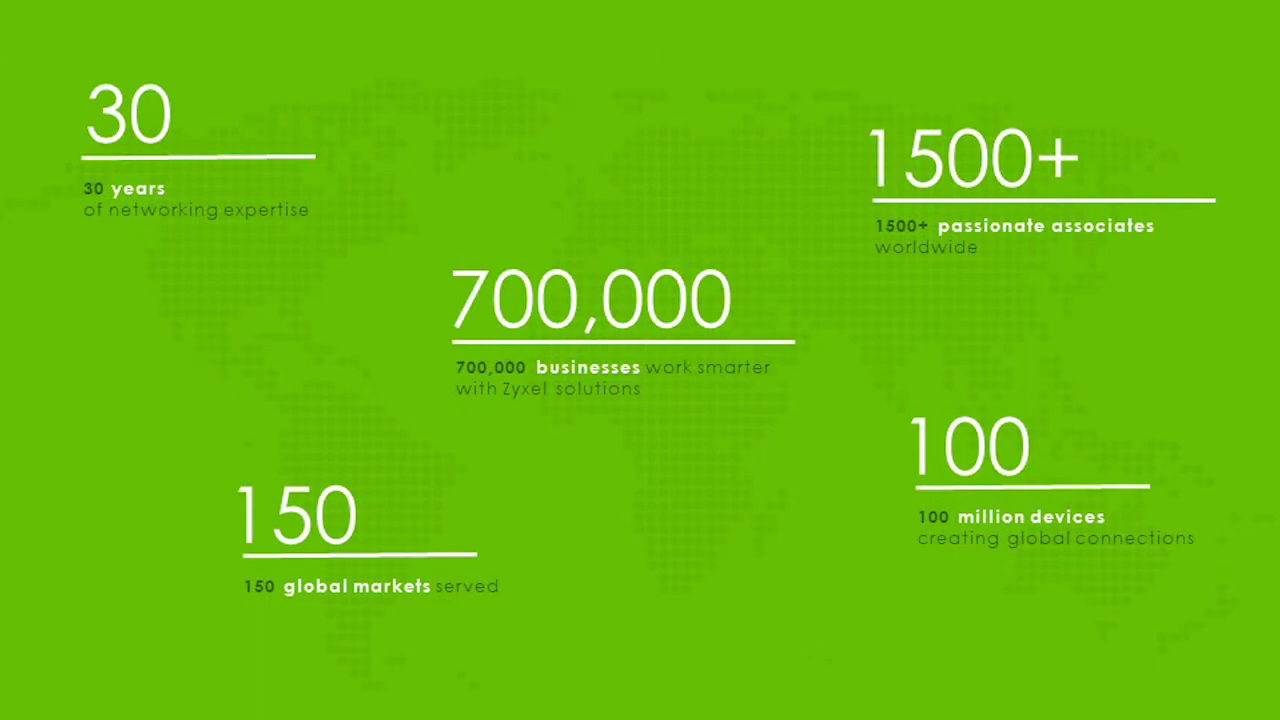 30
30 years
of networking expertise
1500+
1500+ passionate associates
worldwide
700,000
700,000 businesses work smarter
with Zyxel solutions
100
100 million devices
creating global connections
150
150 global markets served